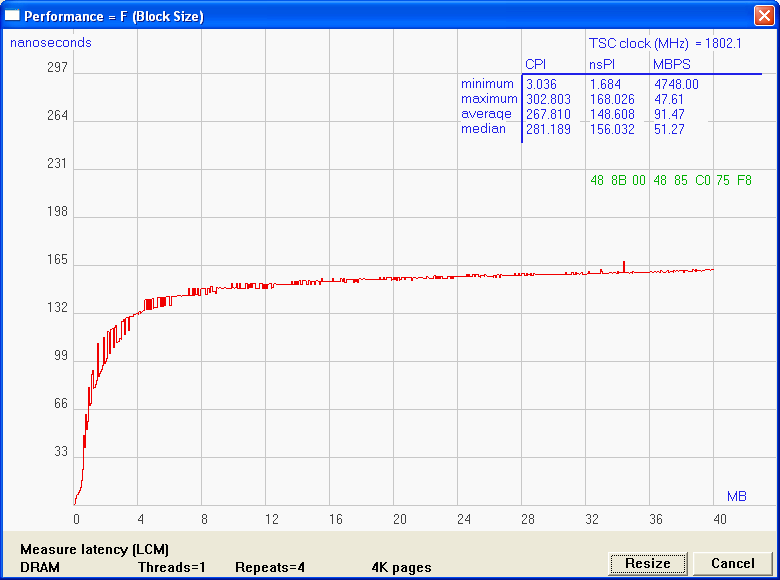 Performance = F (Block Size)
nanoseconds
TSC clock (MHz) = 1802.1
CPI nsPI MBPS
minimum 3.036 1.684 4748.00
maximum 302.803 168.026 47.61
average 267.810 148.608 91.47
median 281.189 156.032 51.27
48 8B 00 48 85 C0 75 F8
297
264
231
198
165
132
99
66
33
MB
0 4 8 12 16 20 24 28 32 36 40
Measure latency (LCM)
DRAM Threads=1 Repeats=4 4K pages
Resize Cancel